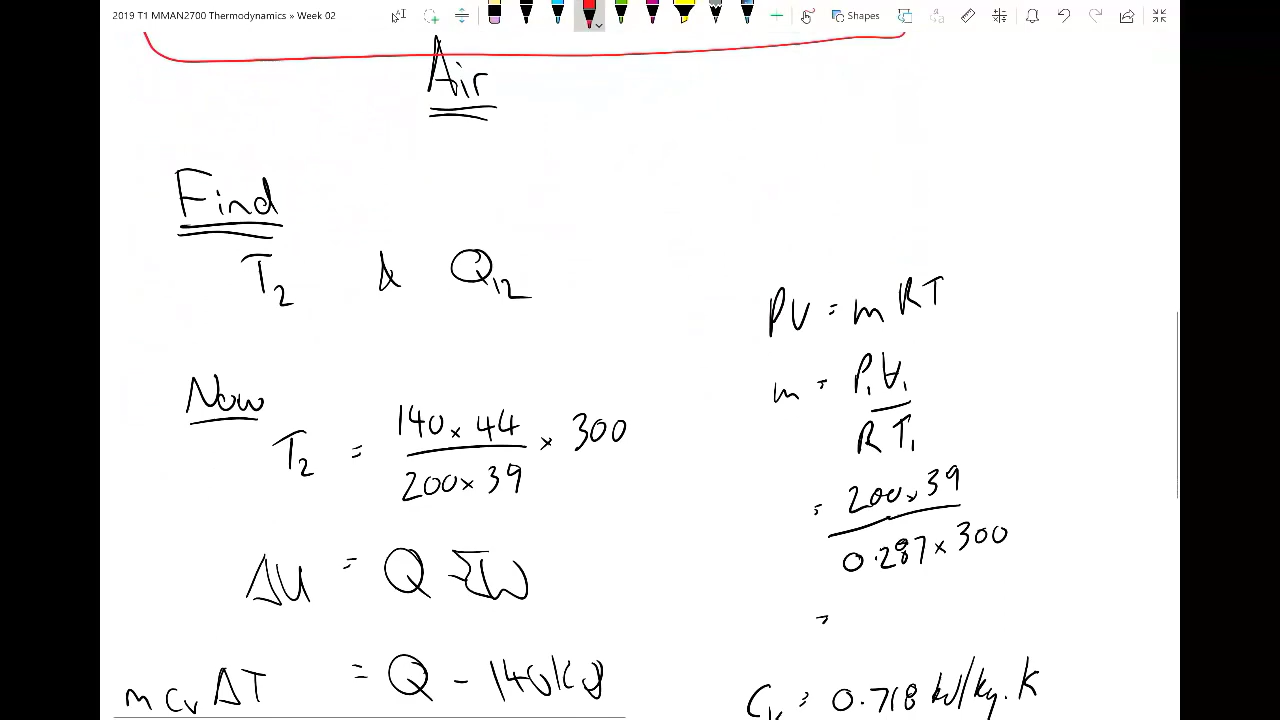 2019 T1 MMAN2700 Thermodynamics » Week 02
Shapes
Air
Find
T₂ & Q₁₂
PV = mRT
m = P₁V₁ / RT₁
Now
T₂ = 140 × 44 / 200 × 39 × 300
= 200 × 39 / 0.287 × 300
ΔU = Q - ΣW
=
mCvΔT = Q - 140kJ
Cv = 0.718 kJ/kg.K